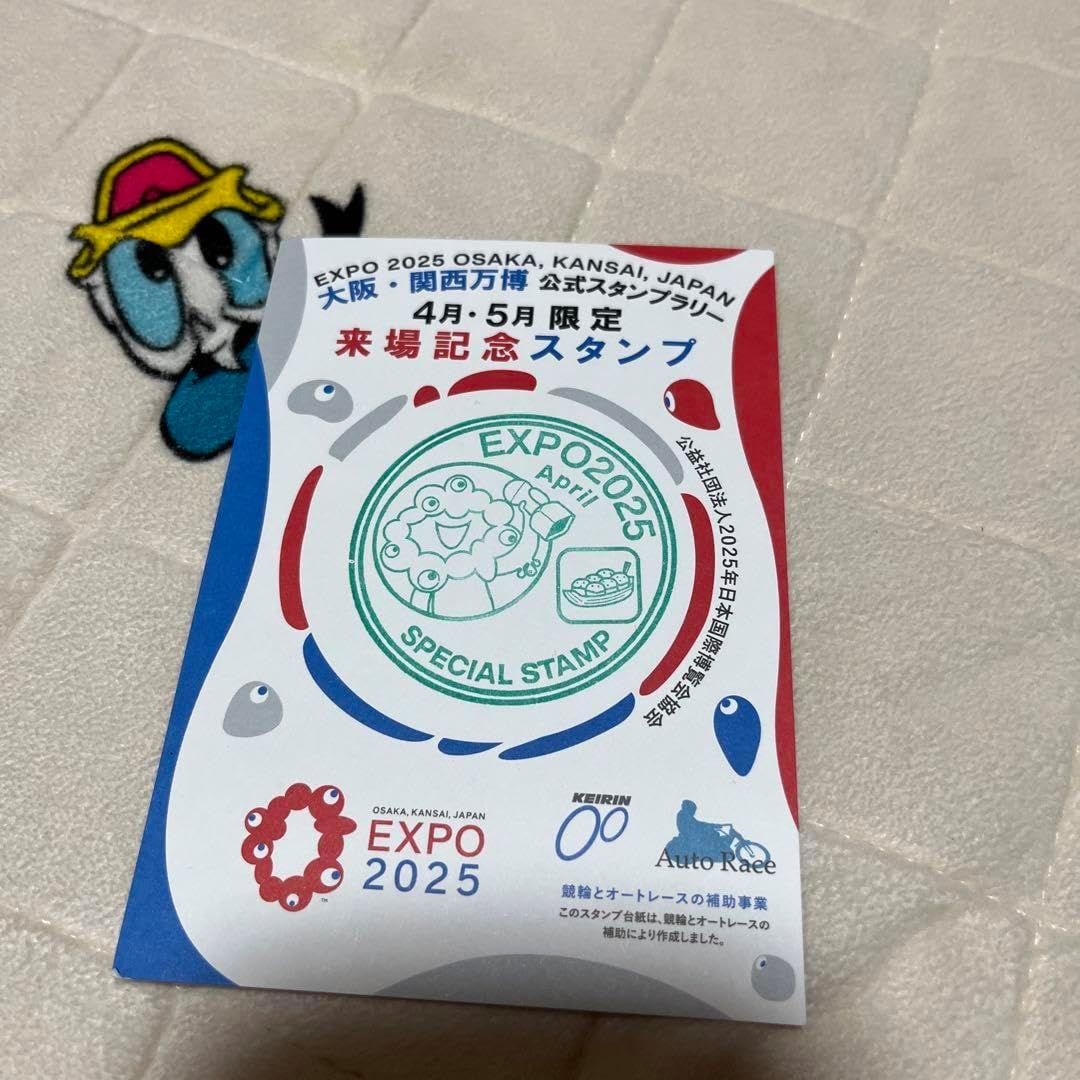 EXPO 2025 OSAKA, KANSAI, JAPAN
大阪・関西万博 公式スタンプラリー
4月・5月 限定
来場記念スタンプ
EXPO2025
April
SPECIAL STAMP
公益社団法人2025年日本国際博覧会協会
OSAKA, KANSAI, JAPAN
EXPO
2025
TM
KEIRIN
Auto Race
競輪とオートレースの補助事業
このスタンプ台紙は、競輪とオートレースの
補助により作成しました。